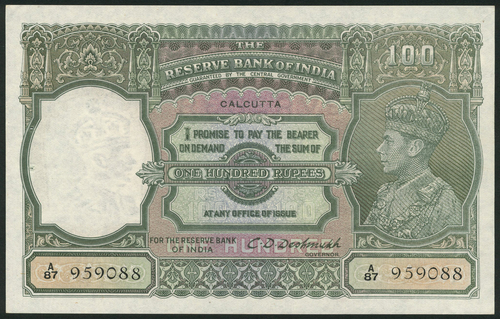 100
THE
RESERVE BANK OF INDIA
GUARANTEED BY THE CENTRAL GOVERNMENT
CALCUTTA
I PROMISE TO PAY THE BEARER
ON DEMAND THE SUM OF
ONE HUNDRED RUPEES
AT ANY OFFICE OF ISSUE
FOR THE RESERVE BANK
OF INDIA
C. D. Deshmukh
GOVERNOR
A/87 959088
A/87 959088